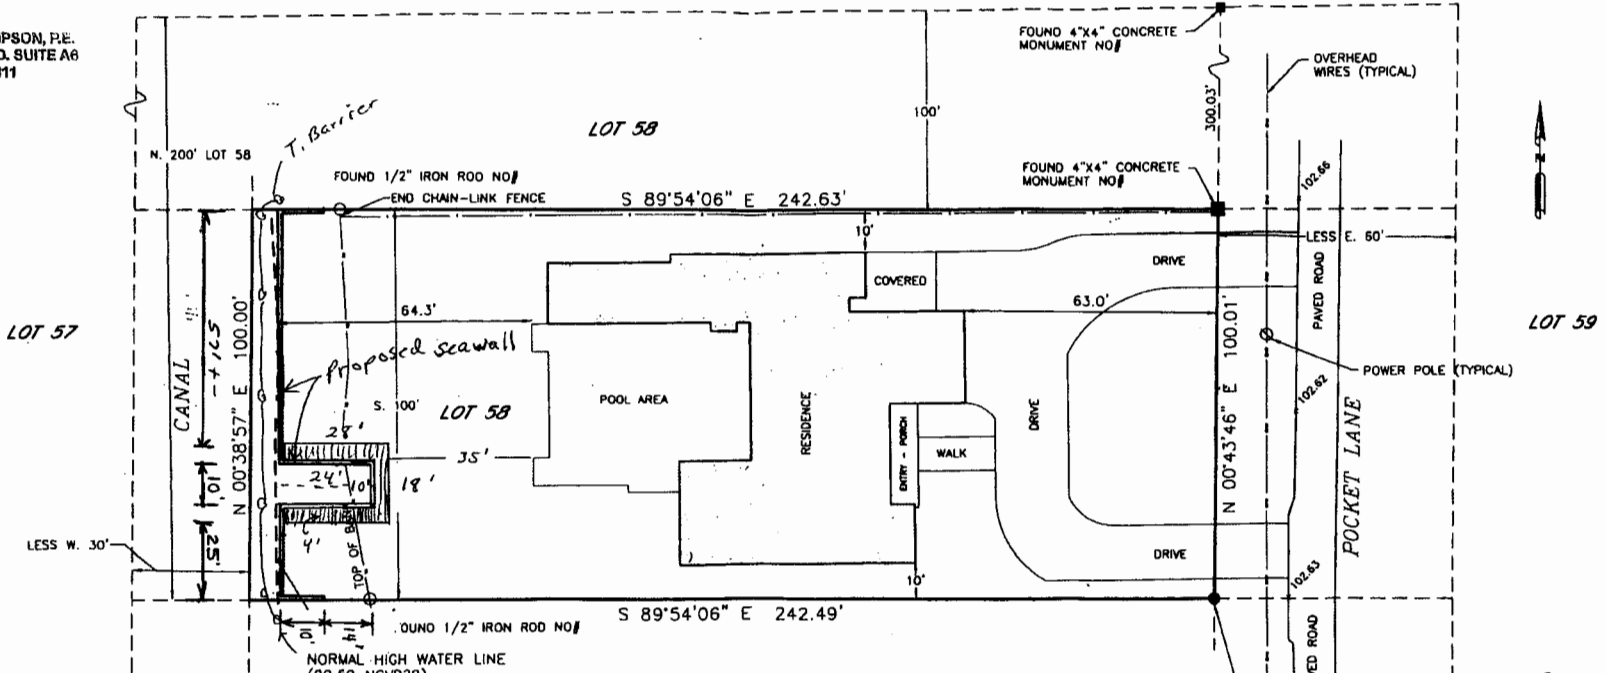 PSON, P.E.
D. SUITE A6
111
FOUND 4"X4" CONCRETE
MONUMENT NO#
OVERHEAD
WIRES (TYPICAL)
T. Barrier
LOT 58
100'
300.03'
N. 200' LOT 58
FOUND 1/2" IRON ROD NO#
END CHAIN-LINK FENCE
S 89°54'06" E 242.63'
FOUND 4"X4" CONCRETE
MONUMENT NO#
102.66
10'
LESS E. 60'
COVERED
DRIVE
PAVED ROAD
64.3'
63.0'
LOT 57
CANAL
N 00°38'57" E 100.00'
65'+-
Proposed seawall
LOT 59
POWER POLE (TYPICAL)
S. 100'
LOT 58
POOL AREA
RESIDENCE
ENTRY - PORCH
WALK
DRIVE
N 00°43'46" E 100.01'
102.62
POCKET LANE
28'
35'
24'
10'
18'
10'
4'
25'
TOP OF
LESS W. 30'
DRIVE
102.63
10'
S 89°54'06" E 242.49'
10'
14'
OUND 1/2" IRON ROD NO#
NORMAL HIGH WATER LINE
ED ROAD